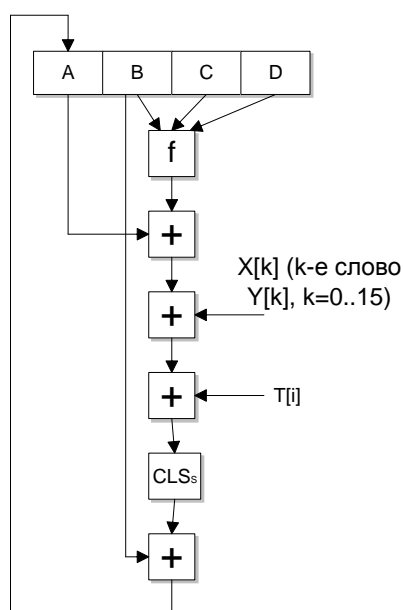 A B C D
f
+
X[k] (k-е слово
Y[k], k=0..15)
+
+
T[i]
CLSs
+